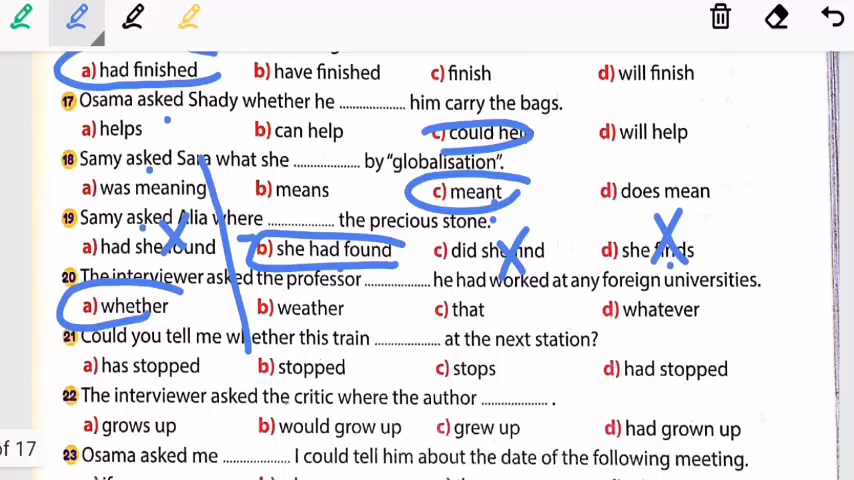 a) had finished b) have finished c) finish d) will finish
17 Osama asked Shady whether he .................. him carry the bags.
a) helps b) can help c) could help d) will help
18 Samy asked Sara what she .................. by “globalisation”.
a) was meaning b) means c) meant d) does mean
19 Samy asked Alia where .................. the precious stone.
a) had she found b) she had found c) did she find d) she finds
20 The interviewer asked the professor .................. he had worked at any foreign universities.
a) whether b) weather c) that d) whatever
21 Could you tell me whether this train .................. at the next station?
a) has stopped b) stopped c) stops d) had stopped
22 The interviewer asked the critic where the author .................. .
a) grows up b) would grow up c) grew up d) had grown up
of 17
23 Osama asked me .................. I could tell him about the date of the following meeting.